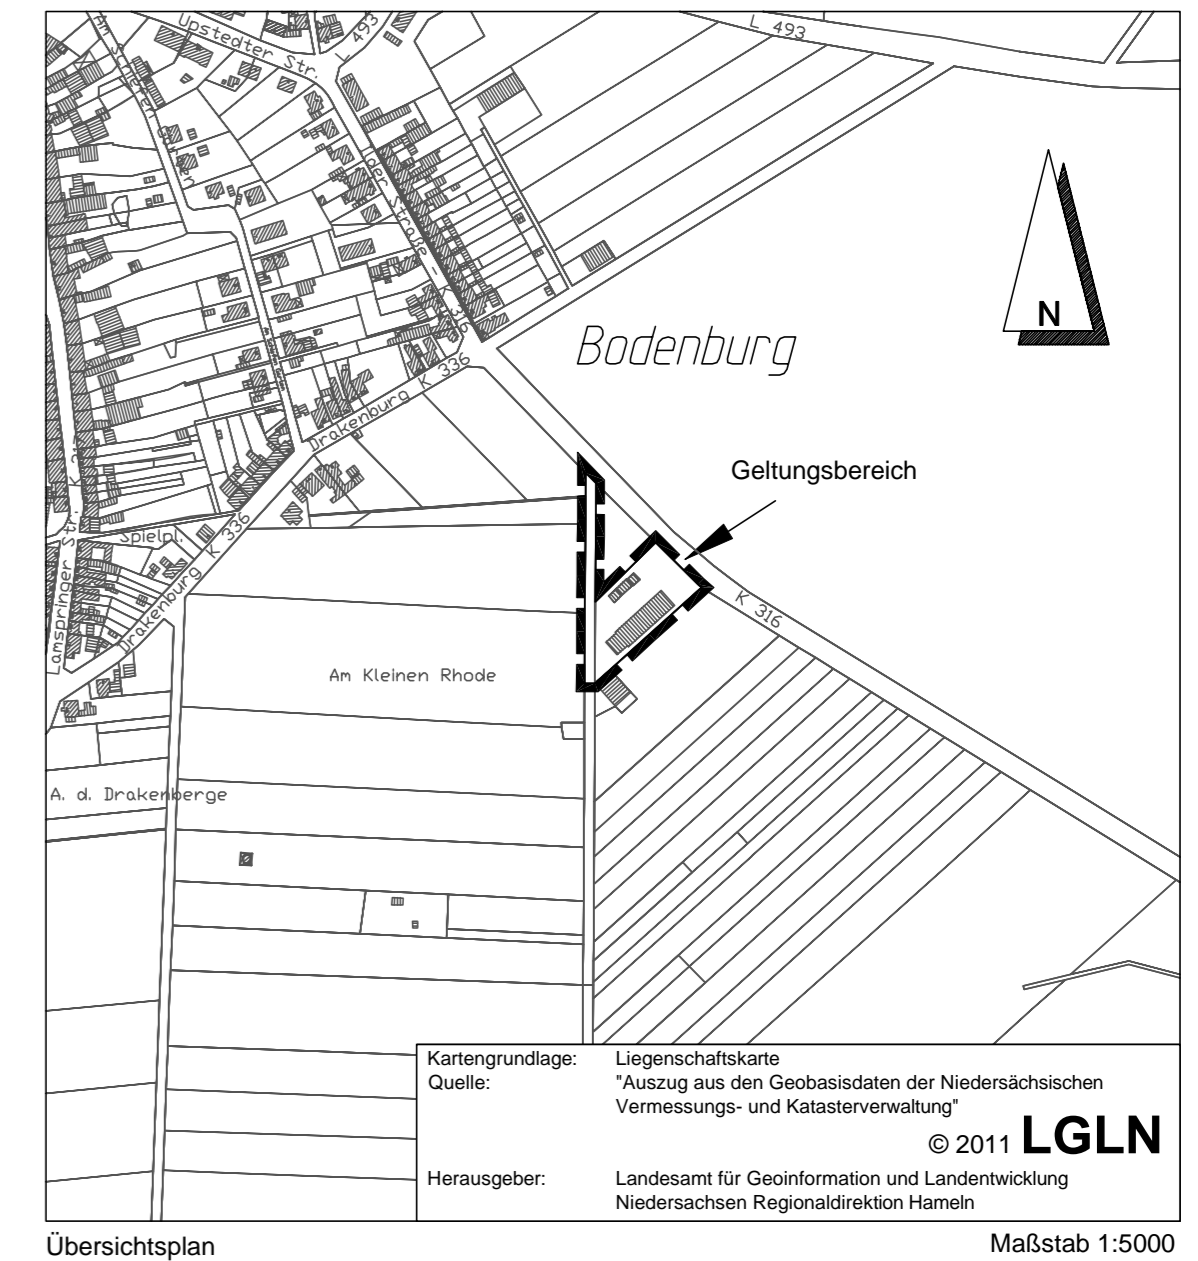 Am Schiefen Berge
Upstedter Str.
L 493
L 493
der Straße
K 316
N
Bodenburg
Drakenburg K 336
Geltungsbereich
Lamspringer Str.
Spielpl.
Drakenburg K 336
K 316
Am Kleinen Rhode
A. d. Drakenberge
Kartengrundlage: Liegenschaftskarte
Quelle: "Auszug aus den Geobasisdaten der Niedersächsischen
Vermessungs- und Katasterverwaltung"
© 2011 LGLN
Herausgeber: Landesamt für Geoinformation und Landentwicklung
Niedersachsen Regionaldirektion Hameln
Übersichtsplan
Maßstab 1:5000